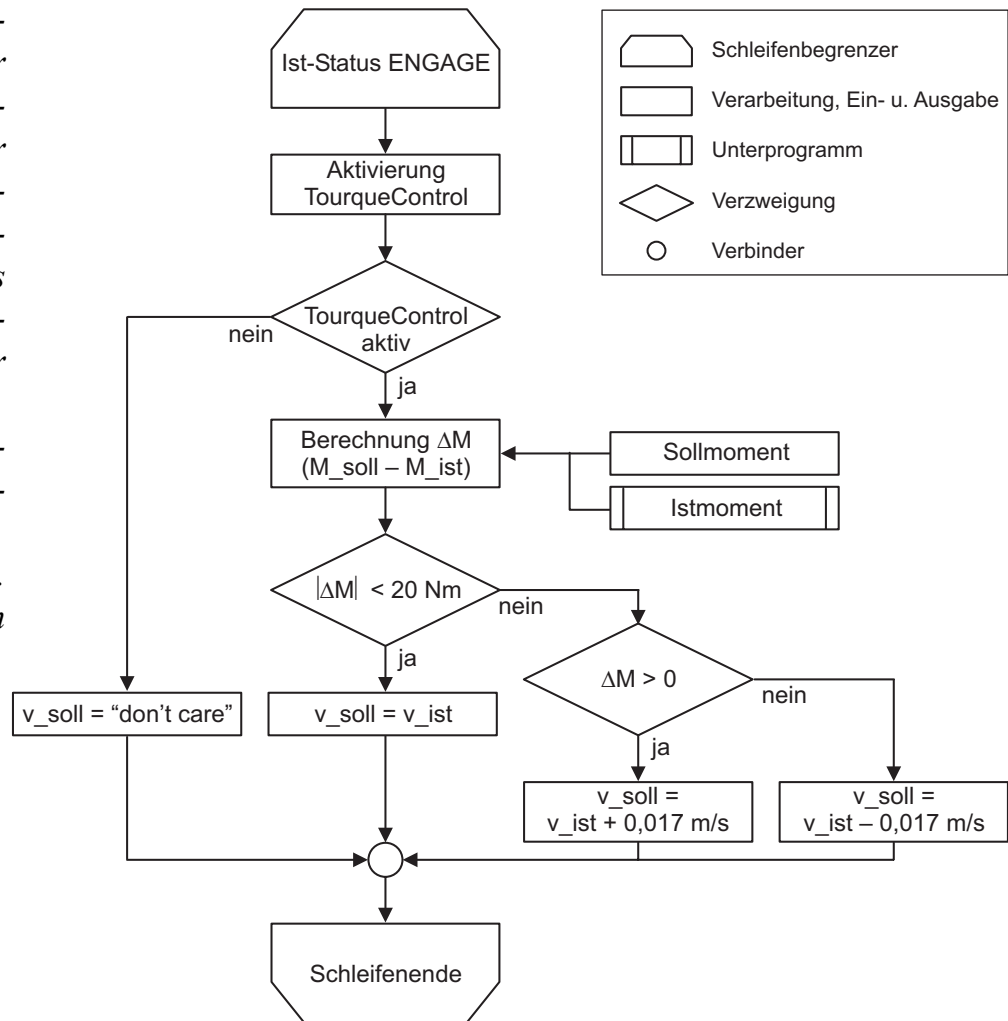 -
r
-
r
-
-
s
-
r
-
-
.
n
Ist-Status ENGAGE
Aktivierung
TourqueControl
TourqueControl
aktiv
nein
ja
Berechnung ΔM
(M_soll – M_ist)
Sollmoment
Istmoment
|ΔM| < 20 Nm
nein
ja
ΔM > 0
nein
ja
v_soll = “don’t care”
v_soll = v_ist
v_soll =
v_ist + 0,017 m/s
v_soll =
v_ist – 0,017 m/s
Schleifenende
Schleifenbegrenzer
Verarbeitung, Ein- u. Ausgabe
Unterprogramm
Verzweigung
Verbinder